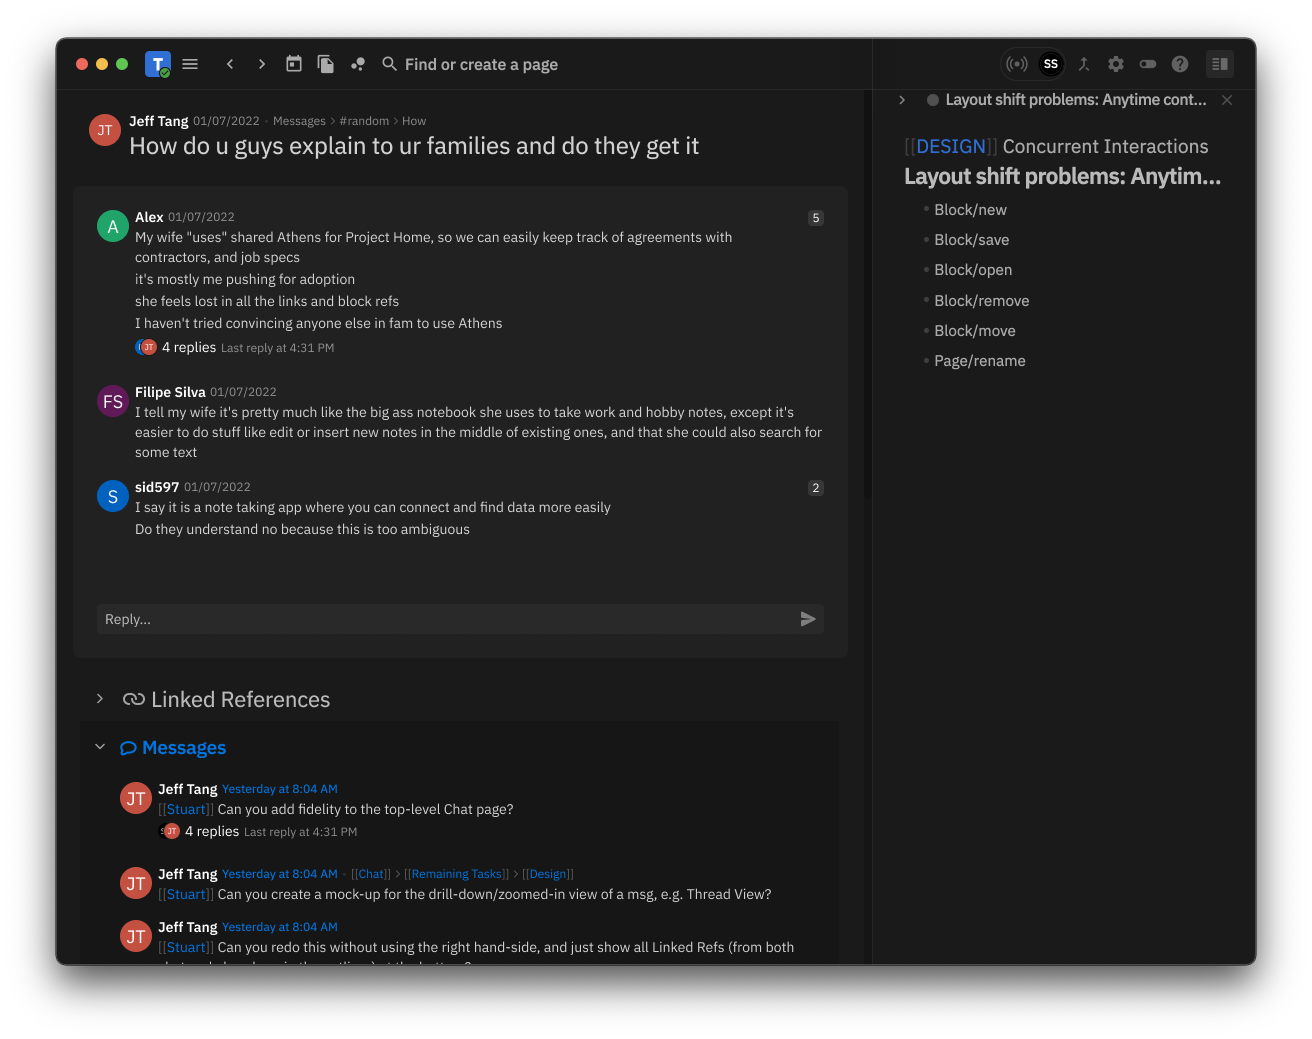 T
Find or create a page
SS
JT
Jeff Tang 01/07/2022 · Messages > #random > How
How do u guys explain to ur families and do they get it
A
Alex 01/07/2022
5
My wife "uses" shared Athens for Project Home, so we can easily keep track of agreements with
contractors, and job specs
it's mostly me pushing for adoption
she feels lost in all the links and block refs
I haven't tried convincing anyone else in fam to use Athens
JT 4 replies Last reply at 4:31 PM
FS
Filipe Silva 01/07/2022
I tell my wife it's pretty much like the big ass notebook she uses to take work and hobby notes, except it's
easier to do stuff like edit or insert new notes in the middle of existing ones, and that she could also search for
some text
S
sid597 01/07/2022
2
I say it is a note taking app where you can connect and find data more easily
Do they understand no because this is too ambiguous
Reply...
Linked References
Messages
JT
Jeff Tang Yesterday at 8:04 AM
[[Stuart]] Can you add fidelity to the top-level Chat page?
JT 4 replies Last reply at 4:31 PM
JT
Jeff Tang Yesterday at 8:04 AM · [[Chat]] > [[Remaining Tasks]] > [[Design]]
[[Stuart]] Can you create a mock-up for the drill-down/zoomed-in view of a msg, e.g. Thread View?
JT
Jeff Tang Yesterday at 8:04 AM
[[Stuart]] Can you redo this without using the right hand-side, and just show all Linked Refs (from both
Layout shift problems: Anytime cont...
[[DESIGN]] Concurrent Interactions
Layout shift problems: Anytim...
Block/new
Block/save
Block/open
Block/remove
Block/move
Page/rename